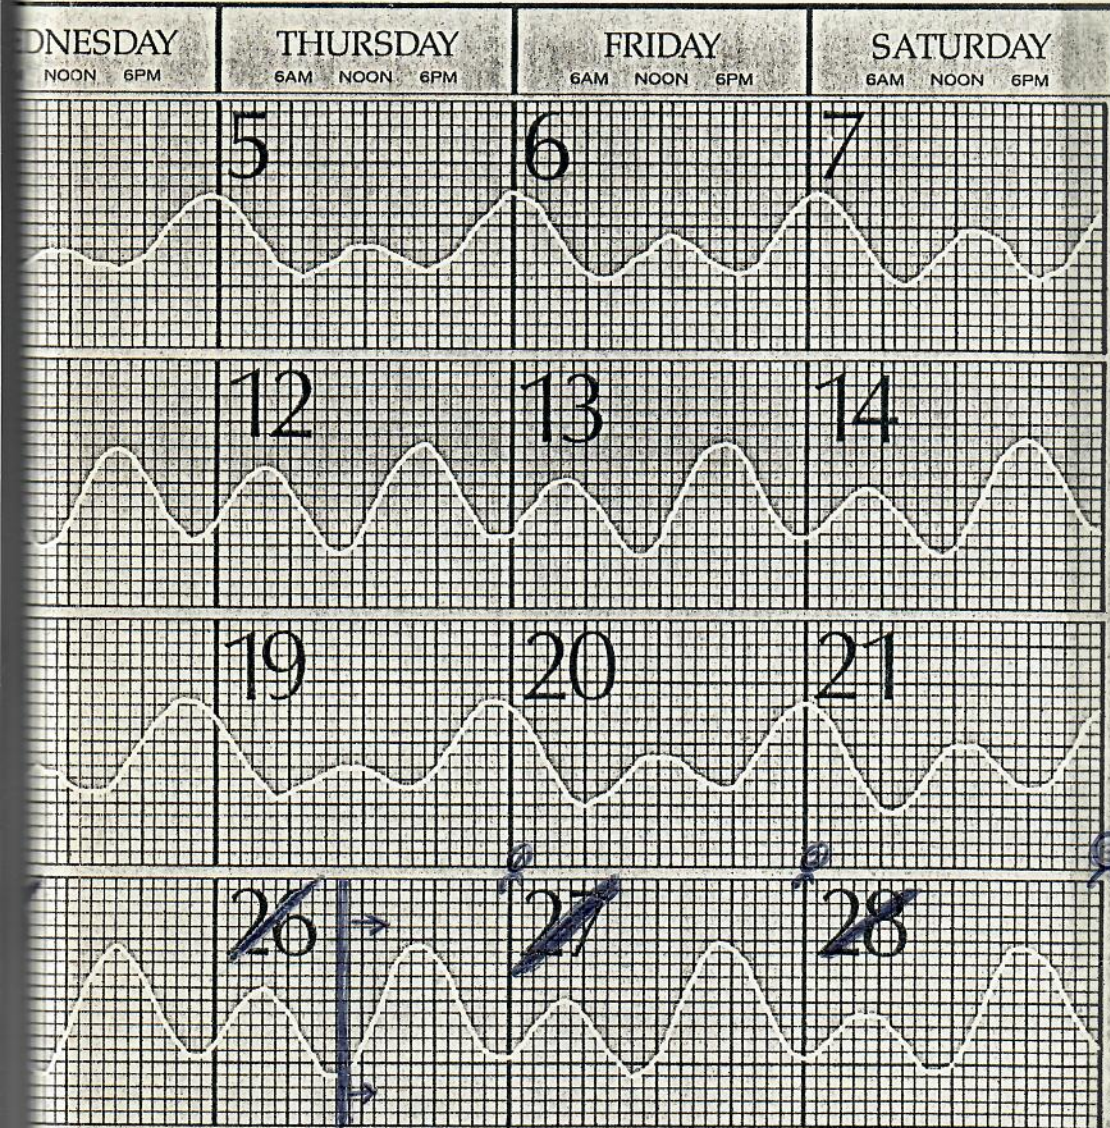 DNESDAY THURSDAY FRIDAY SATURDAY
NOON 6PM 6AM NOON 6PM 6AM NOON 6PM 6AM NOON 6PM
5 6 7
12 13 14
19 20 21
26 27 28